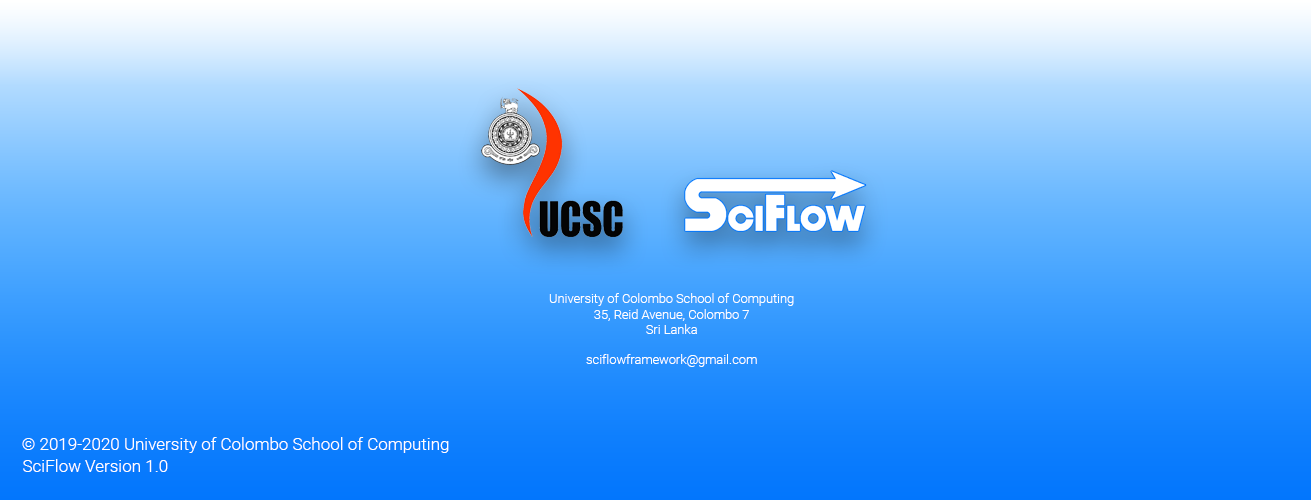 UCSC
SCIFLOW
University of Colombo School of Computing
35, Reid Avenue, Colombo 7
Sri Lanka
sciflowframework@gmail.com
© 2019-2020 University of Colombo School of Computing
SciFlow Version 1.0